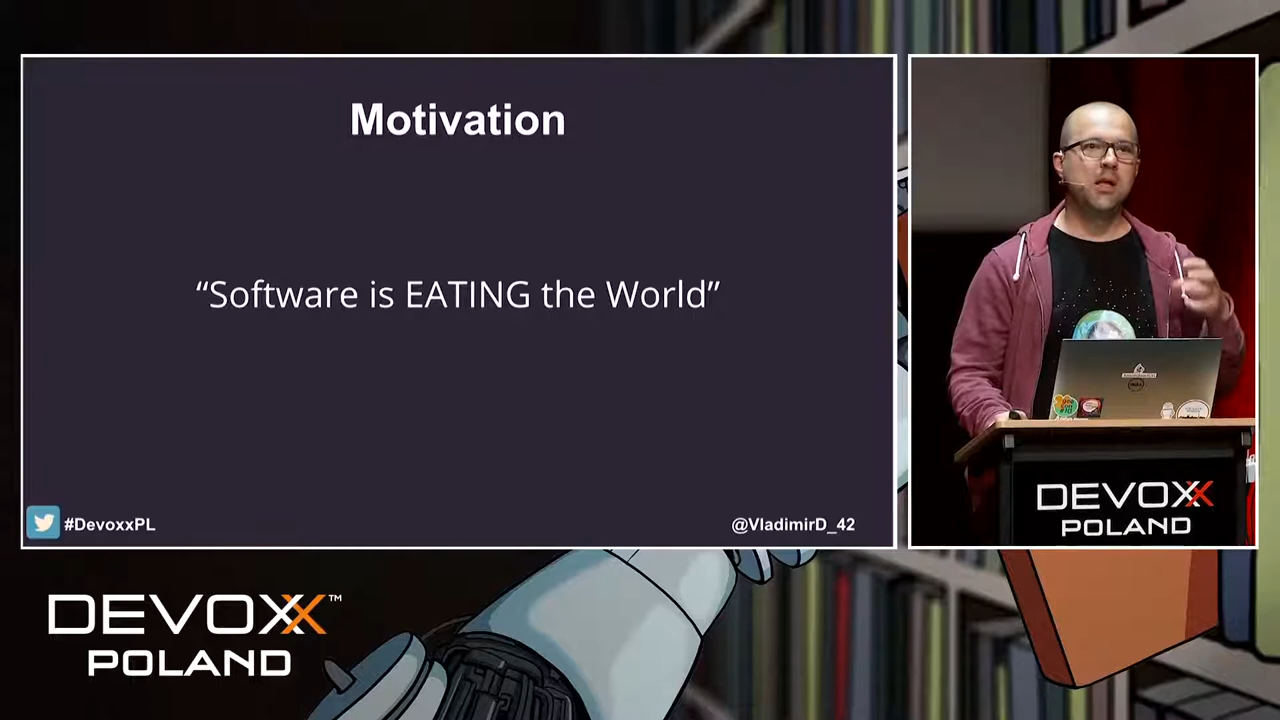 Motivation
“Software is EATING the World”
#DevoxxPL
@VladimirD_42
DEVOXX
POLAND
DEVOXX™
POLAND